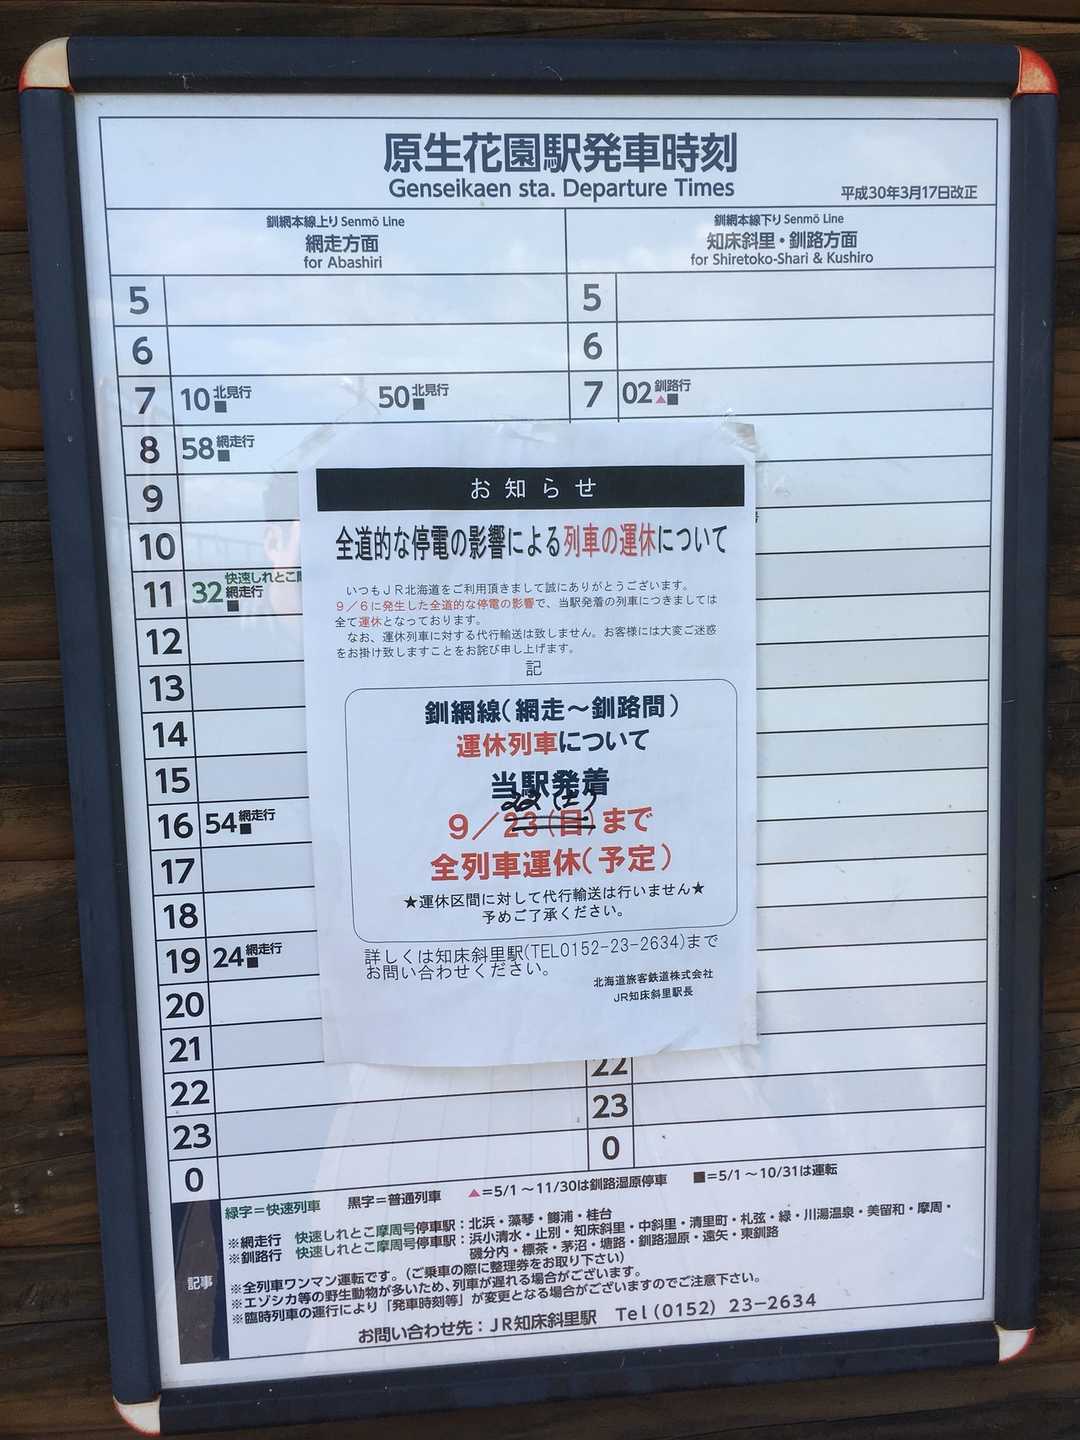 原生花園駅発車時刻
Genseikaen sta. Departure Times
平成30年3月17日改正
釧網本線上り Senmō Line
網走方面
for Abashiri
釧網本線下り Senmō Line
知床斜里・釧路方面
for Shiretoko-Shari & Kushiro
5
5
6
6
7 10 北見行 ■ 50 北見行 ■
7 02 釧路行 ▲■
8 58 網走行 ■
9
10
11 32 快速しれとこ 網走行 ■
12
13
14
15
16 54 網走行 ■
17
18
19 24 網走行 ■
20
21
22
22
23
23
0
0
お知らせ
全道的な停電の影響による列車の運休について
いつもJR北海道をご利用頂きまして誠にありがとうございます。
9/6に発生した全道的な停電の影響で、当駅発着の列車につきましては
全て運休となっております。
なお、運休列車に対する代行輸送は致しません。お客様には大変ご迷惑
をお掛け致しますことをお詫び申し上げます。
記
釧網線(網走～釧路間)
運休列車について
当駅発着
22(土)
9/23(日)まで
全列車運休(予定)
★運休区間に対して代行輸送は行いません★
予めご了承ください。
詳しくは知床斜里駅(TEL0152-23-2634)まで
お問い合わせください。
北海道旅客鉄道株式会社
JR知床斜里駅長
記事
緑字=快速列車 黒字=普通列車 ▲=5/1～11/30は釧路湿原停車 ■=5/1～10/31は運転
※網走行 快速しれとこ摩周号停車駅:北浜・藻琴・鱒浦・桂台
※釧路行 快速しれとこ摩周号停車駅:浜小清水・止別・知床斜里・中斜里・清里町・札弦・緑・川湯温泉・美留和・摩周・
磯分内・標茶・茅沼・塘路・釧路湿原・遠矢・東釧路
※全列車ワンマン運転です。(ご乗車の際に整理券をお取り下さい)
※エゾシカ等の野生動物が多いため、列車が遅れる場合がございます。
※臨時列車の運行により「発車時刻等」が変更となる場合がございますのでご注意下さい。
お問い合わせ先:JR知床斜里駅 Tel(0152)23-2634